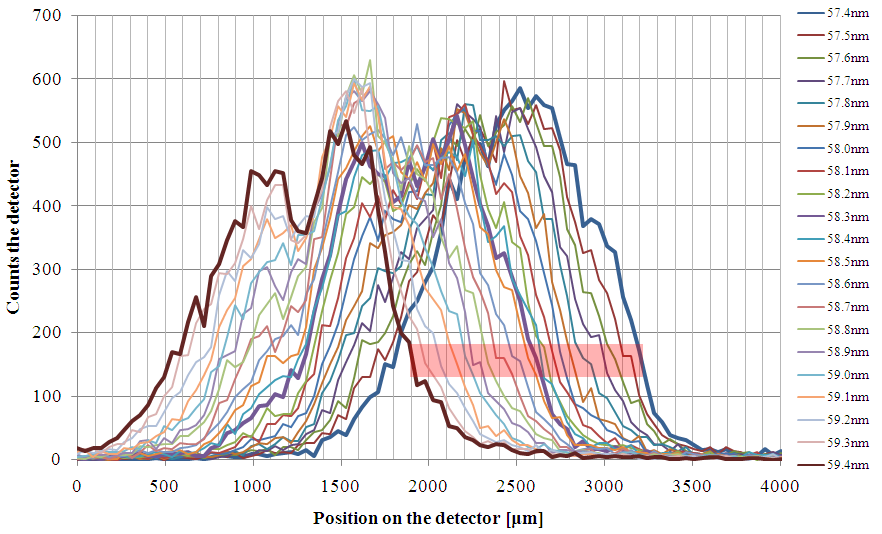 700
600
500
400
300
200
100
0
Counts the detector
0 500 1000 1500 2000 2500 3000 3500 4000
Position on the detector [µm]
57.4nm
57.5nm
57.6nm
57.7nm
57.8nm
57.9nm
58.0nm
58.1nm
58.2nm
58.3nm
58.4nm
58.5nm
58.6nm
58.7nm
58.8nm
58.9nm
59.0nm
59.1nm
59.2nm
59.3nm
59.4nm